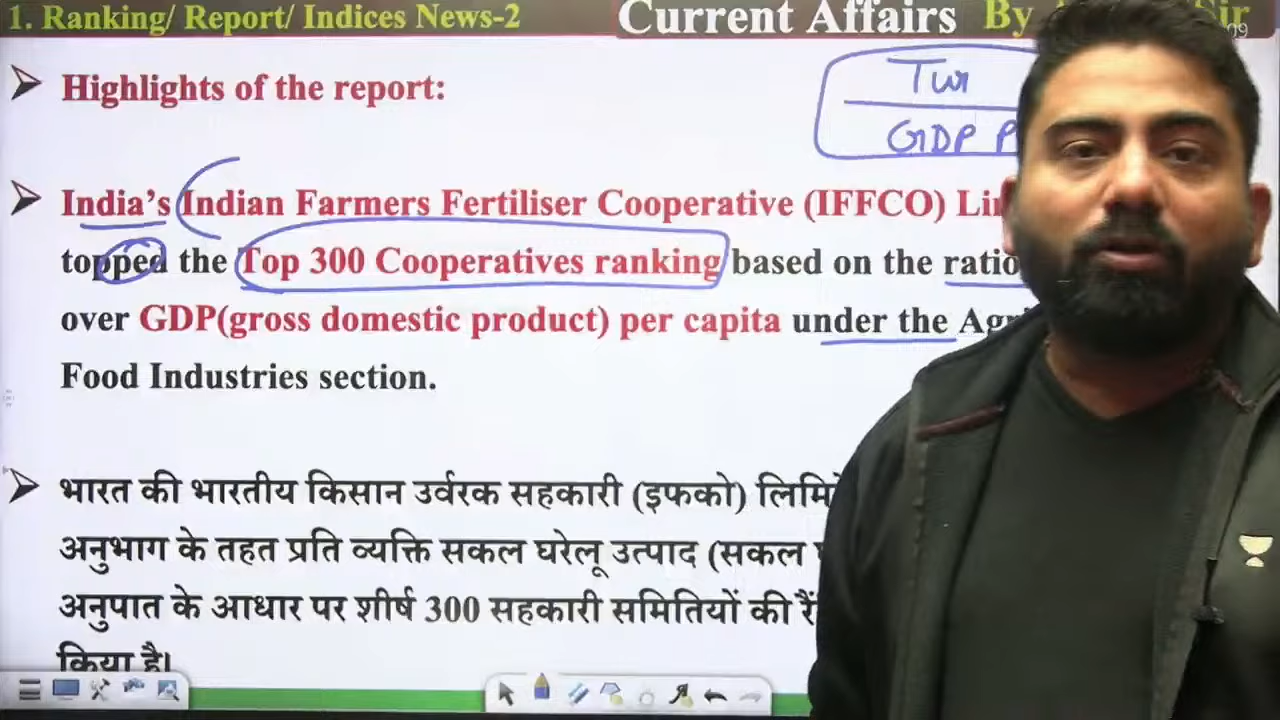 1. Ranking/ Report/ Indices News-2
Current Affairs By
Sir
09
Highlights of the report:
GDP
India's Indian Farmers Fertiliser Cooperative (IFFCO)
topped the Top 300 Cooperatives ranking based on the ratio
over GDP(gross domestic product) per capita under the
Food Industries section.
भारत की भारतीय किसान उर्वरक सहकारी (इफको)
अनुभाग के तहत प्रति व्यक्ति सकल घरेलू उत्पाद (सकल
अनुपात के आधार पर शीर्ष 300 सहकारी समितियों की
किया है।